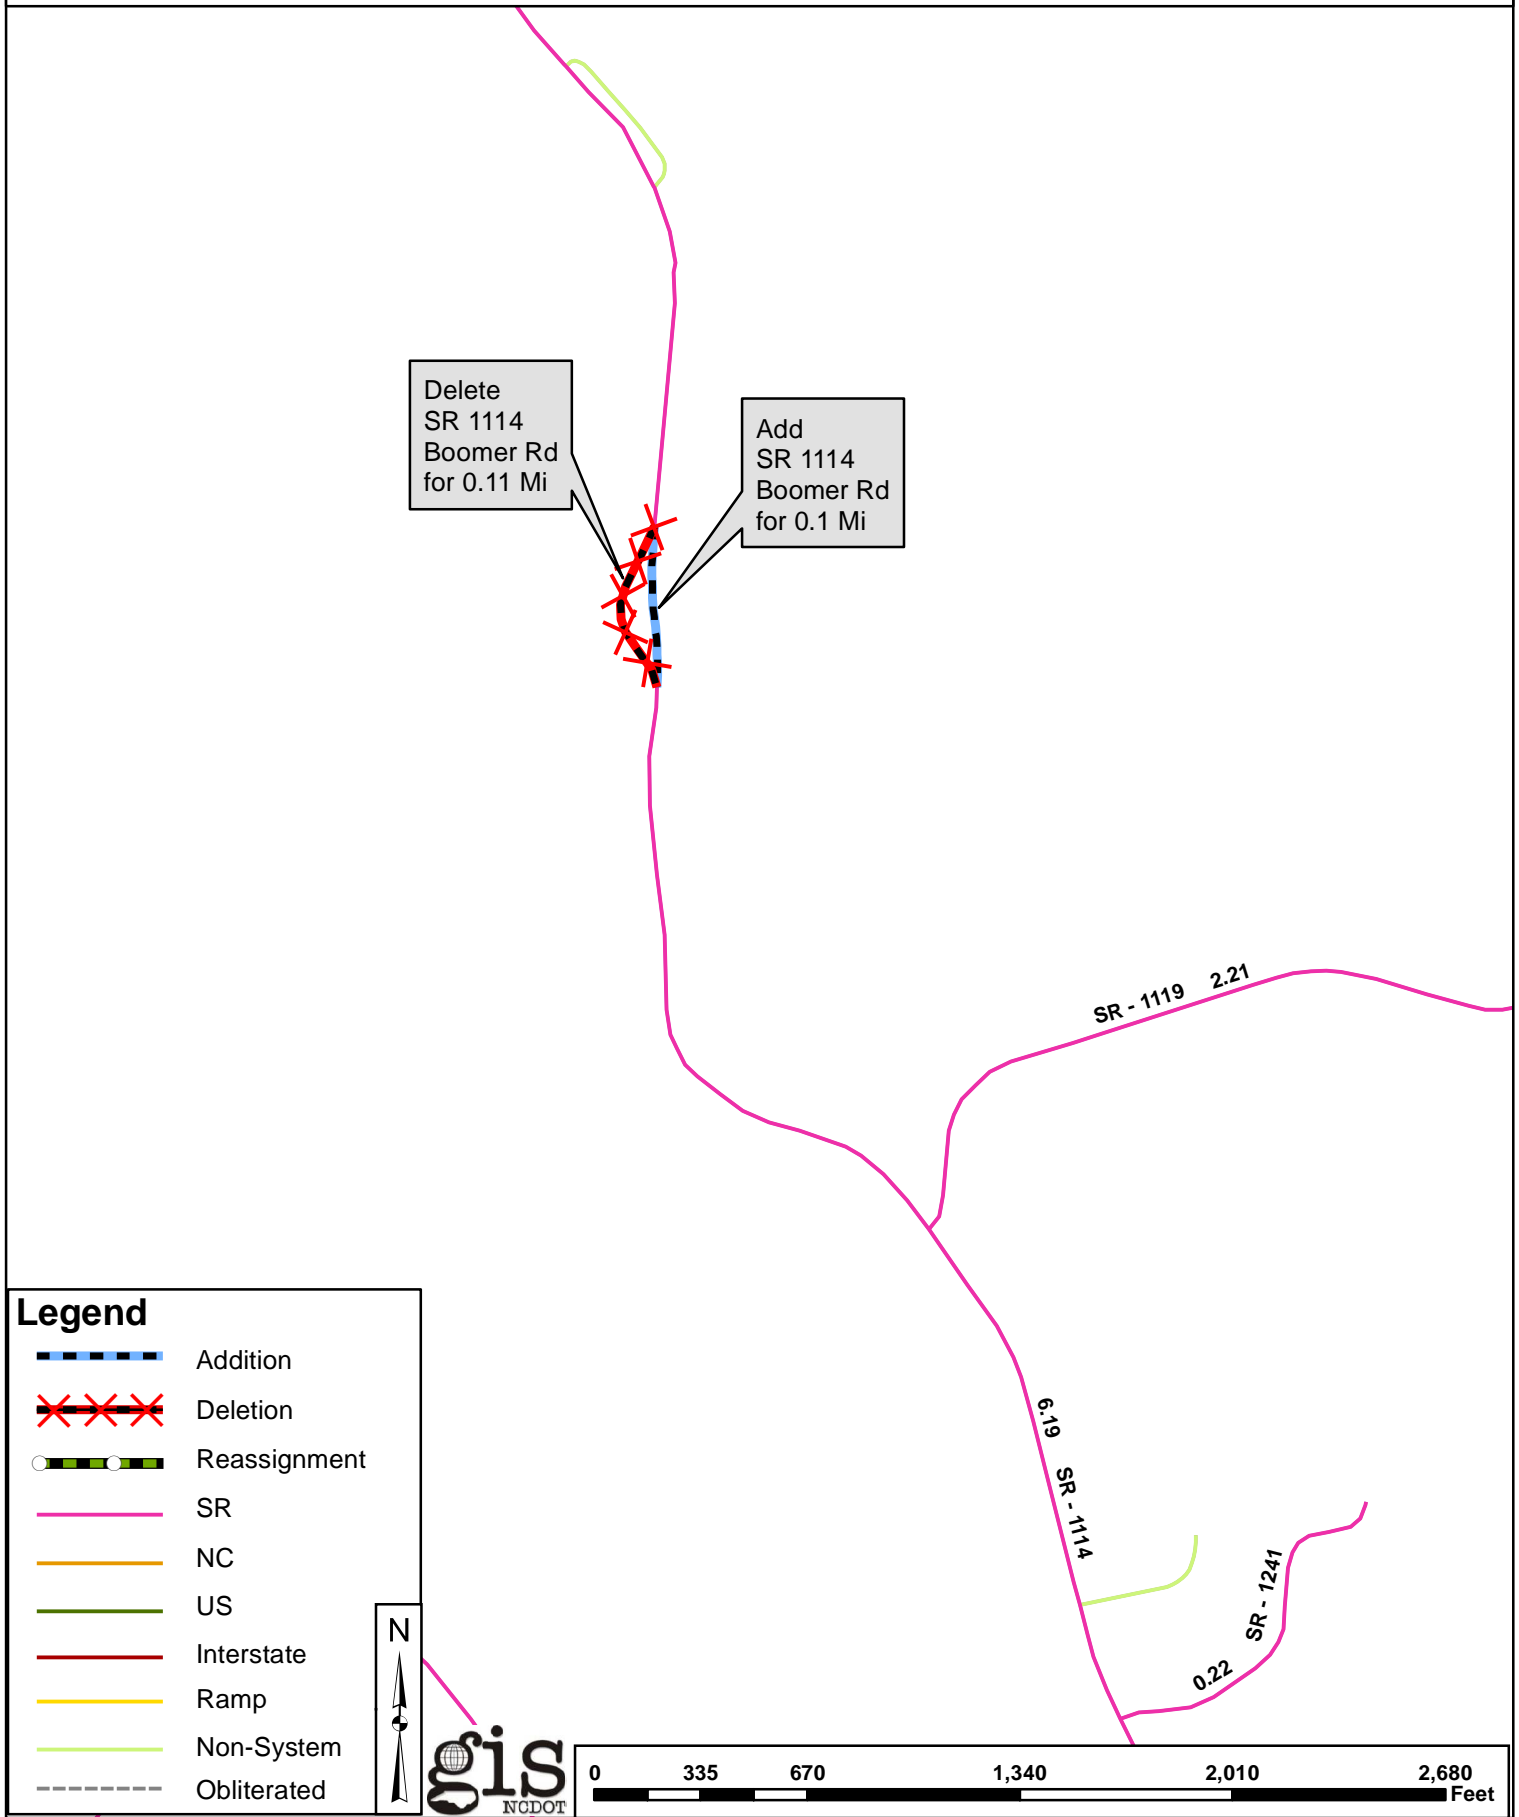 Delete
SR 1114
Boomer Rd
for 0.11 Mi
Add
SR 1114
Boomer Rd
for 0.1 Mi
SR - 1119 2.21
6.19 SR - 1114
SR - 1241
0.22
Legend
Addition
Deletion
Reassignment
SR
NC
US
Interstate
Ramp
Non-System
Obliterated
N
gis
NCDOT
0 335 670 1,340 2,010 2,680
Feet